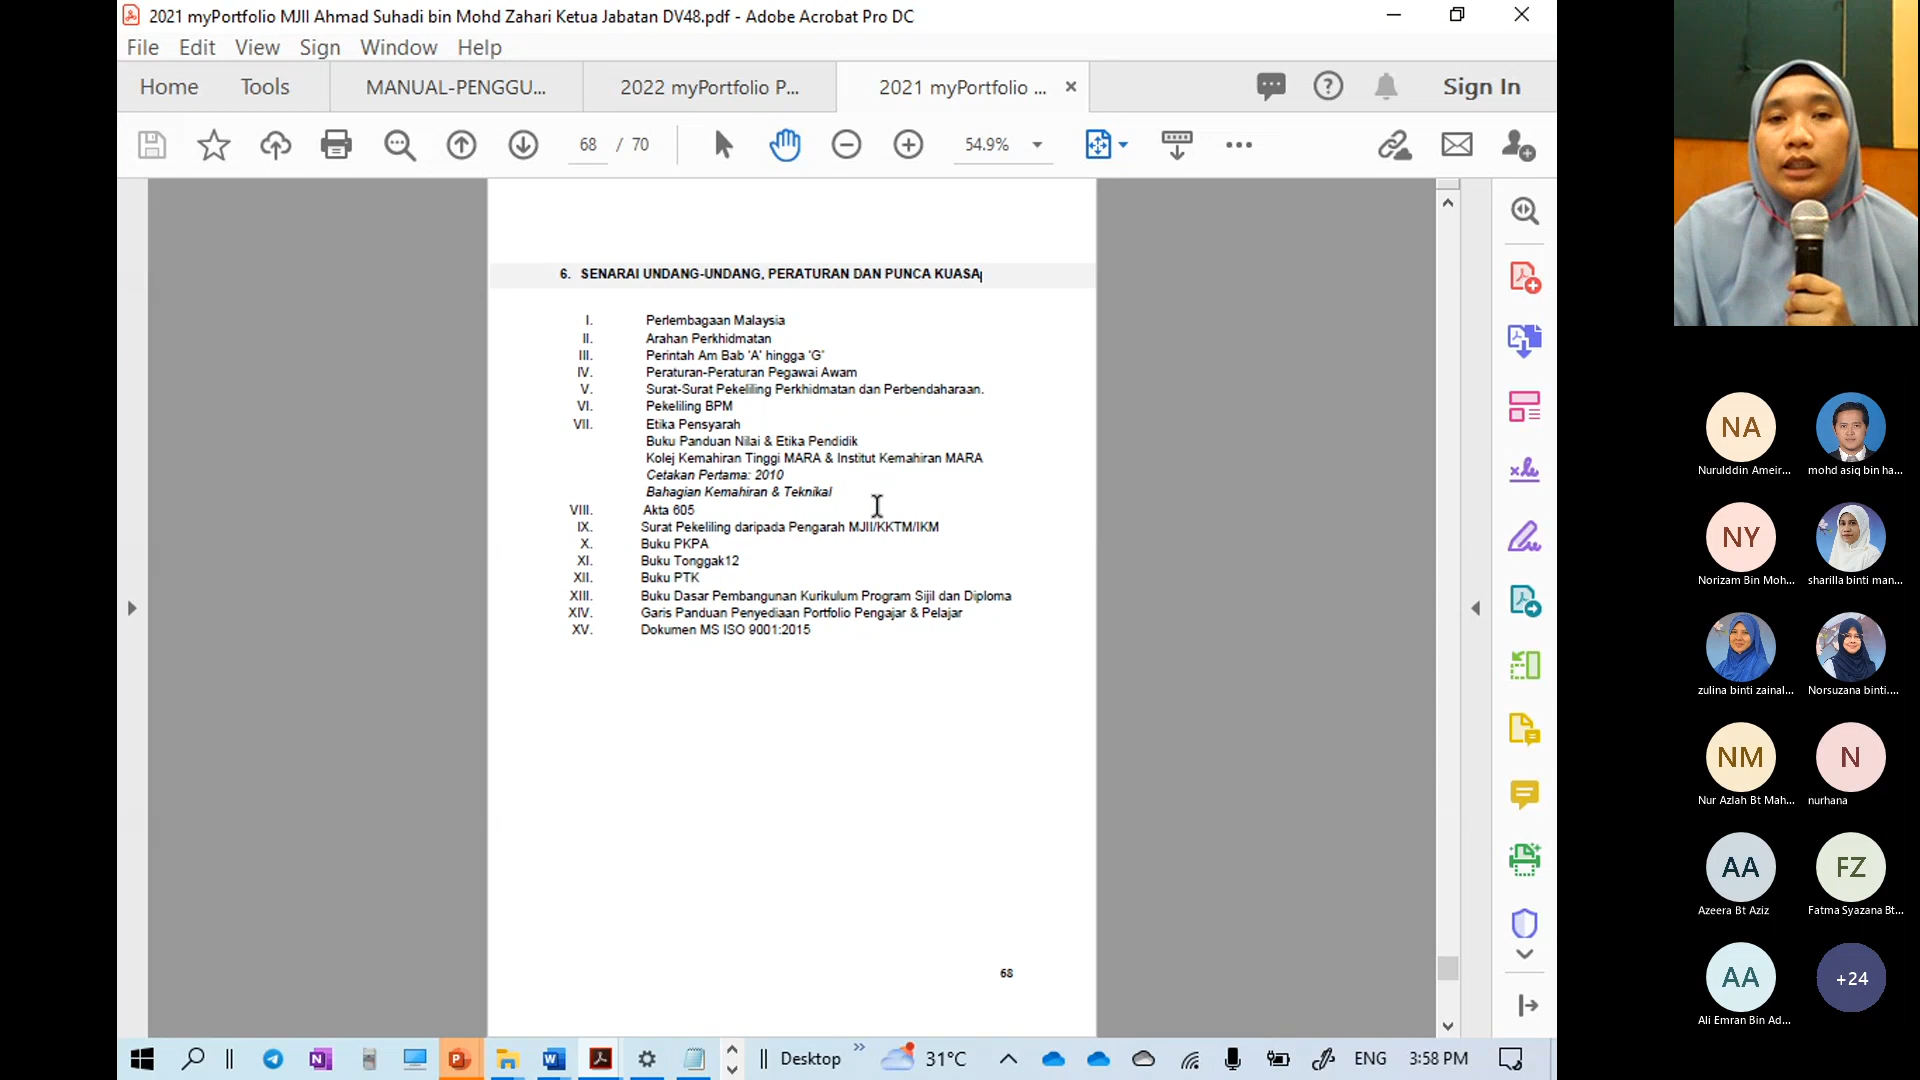 2021 myPortfolio MJII Ahmad Suhadi bin Mohd Zahari Ketua Jabatan DV48.pdf - Adobe Acrobat Pro DC
File Edit View Sign Window Help
Home Tools MANUAL-PENGGU... 2022 myPortfolio P... 2021 myPortfolio ... Sign In
68 / 70 54.9%
6. SENARAI UNDANG-UNDANG, PERATURAN DAN PUNCA KUASA
I. Perlembagaan Malaysia
II. Arahan Perkhidmatan
III. Perintah Am Bab 'A' hingga 'G'
IV. Peraturan-Peraturan Pegawai Awam
V. Surat-Surat Pekeliling Perkhidmatan dan Perbendaharaan.
VI. Pekeliling BPM
VII. Etika Pensyarah
Buku Panduan Nilai & Etika Pendidik
Kolej Kemahiran Tinggi MARA & Institut Kemahiran MARA
Cetakan Pertama: 2010
Bahagian Kemahiran & Teknikal
VIII. Akta 605
IX. Surat Pekeliling daripada Pengarah MJII/KKTM/IKM
X. Buku PKPA
XI. Buku Tonggak12
XII. Buku PTK
XIII. Buku Dasar Pembangunan Kurikulum Program Sijil dan Diploma
XIV. Garis Panduan Penyediaan Portfolio Pengajar & Pelajar
XV. Dokumen MS ISO 9001:2015
68
NA
Nurulddin Ameir... mohd asiq bin ha...
NY
Norizam Bin Moh... sharilla binti man...
zulina binti zainal... Norsuzana binti....
NM N
Nur Azlah Bt Mah... nurhana
AA FZ
Azeera Bt Aziz Fatma Syazana Bt...
AA +24
Ali Emran Bin Ad...
Desktop 31°C ENG 3:58 PM